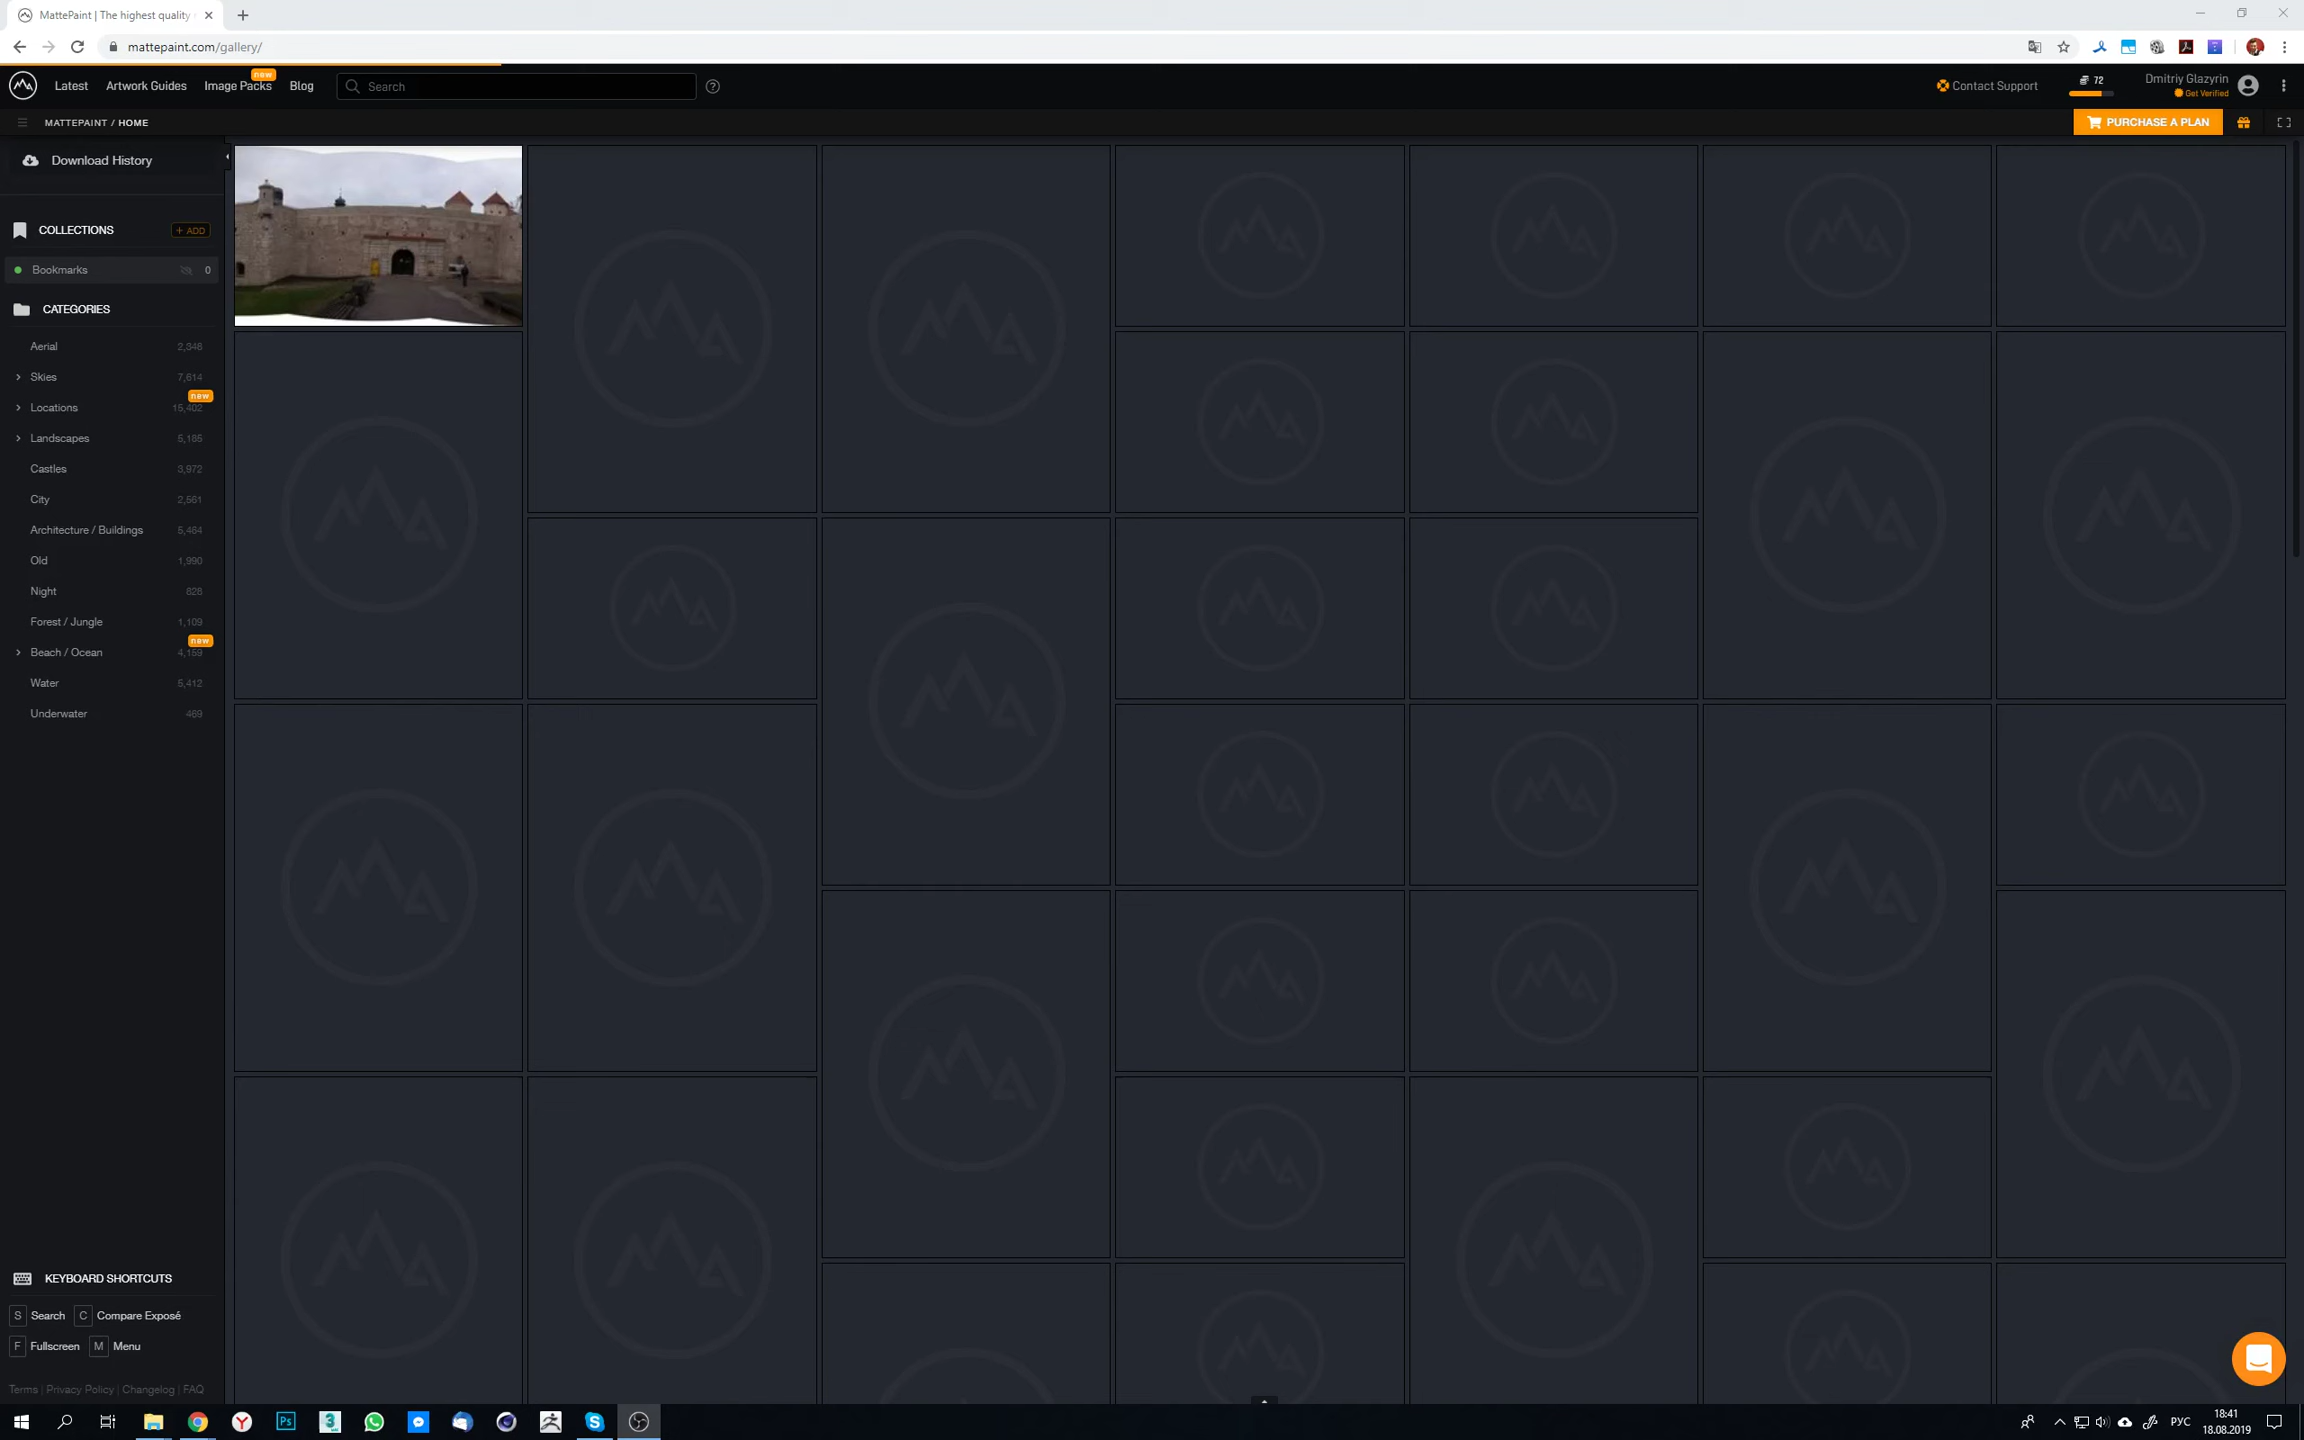 MattePaint | The highest quality
mattepaint.com/gallery/
Latest
Artwork Guides
Image Packs
new
Blog
Search
Contact Support
72
Dmitriy Glazyrin
Get Verified
MATTEPAINT / HOME
PURCHASE A PLAN
Download History
COLLECTIONS
+ ADD
Bookmarks 0
CATEGORIES
Aerial 2,348
Skies 7,614
new
Locations 15,402
Landscapes 5,165
Castles 3,972
City 2,561
Architecture / Buildings 5,464
Old 1,990
Night 828
Forest / Jungle 1,109
new
Beach / Ocean 4,159
Water 5,412
Underwater 469
KEYBOARD SHORTCUTS
S Search C Compare Exposé
F Fullscreen M Menu
Terms | Privacy Policy | Changelog | FAQ
Ps
3
РУС
18:41
18.08.2019